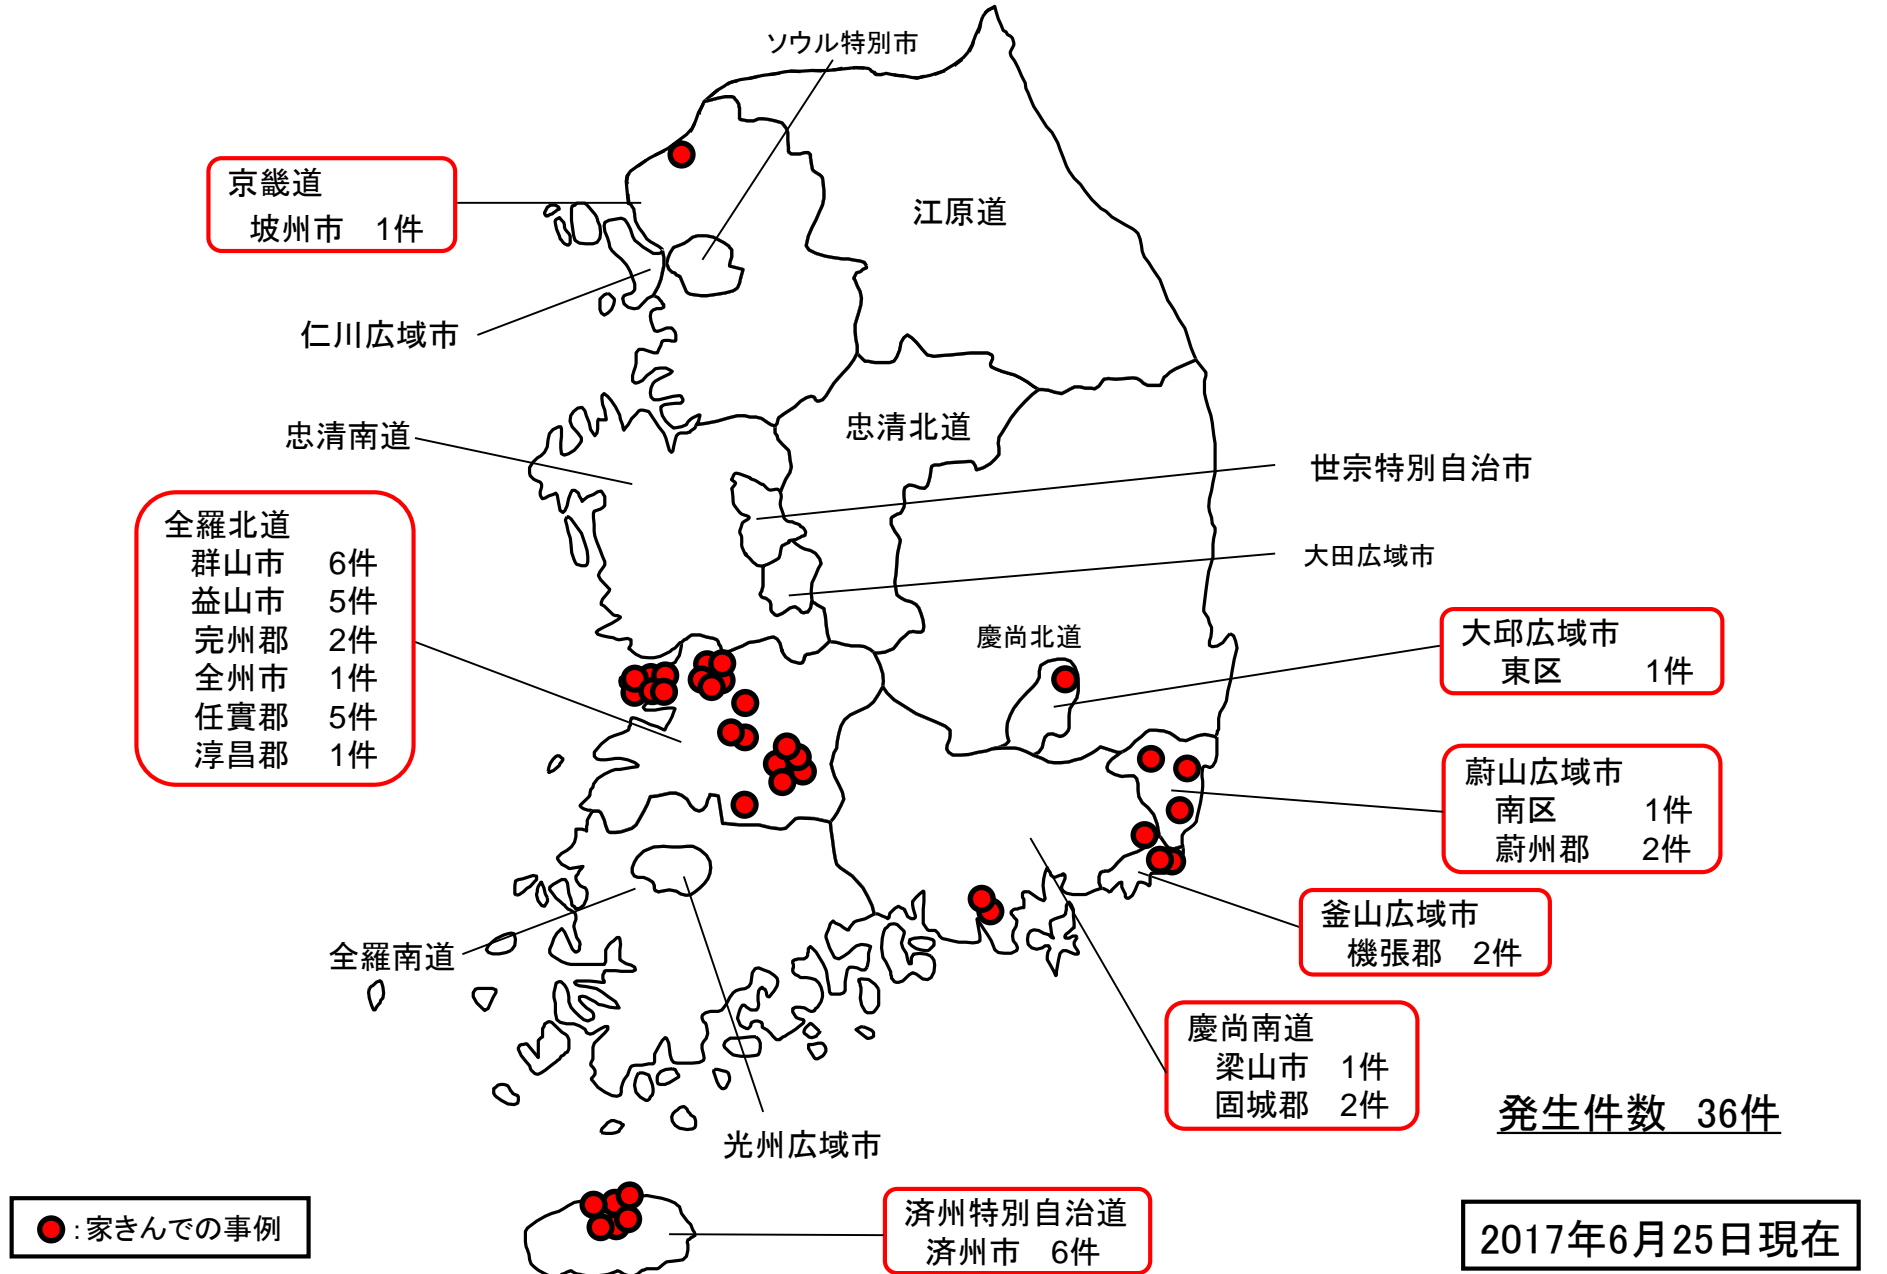 ソウル特別市
京畿道
坡州市 1件
江原道
仁川広域市
忠清南道
忠清北道
世宗特別自治市
全羅北道
群山市 6件
益山市 5件
完州郡 2件
全州市 1件
任實郡 5件
淳昌郡 1件
大田広域市
慶尚北道
大邱広域市
東区 1件
蔚山広域市
南区 1件
蔚州郡 2件
釜山広域市
機張郡 2件
全羅南道
慶尚南道
梁山市 1件
固城郡 2件
発生件数 36件
光州広域市
済州特別自治道
済州市 6件
：家きんでの事例
2017年6月25日現在